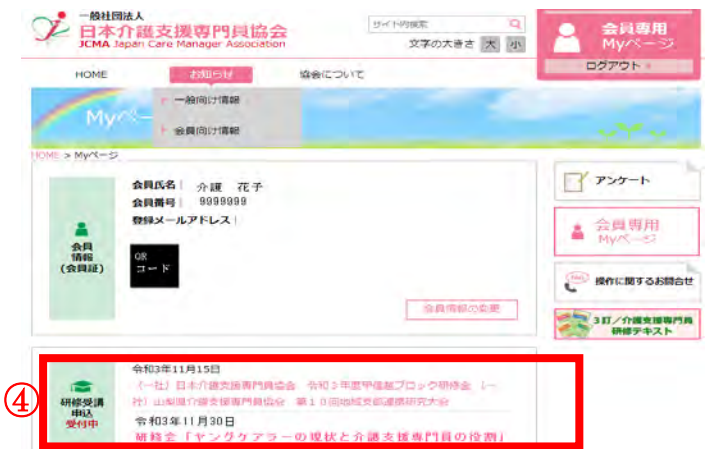 一般社団法人
日本介護支援専門員協会
JCMA Japan Care Manager Association
サイト内検索
文字の大きさ 大 小
会員専用
Myページ
ログアウト
HOME お知らせ 協会について
一般向け情報
会員向け情報
Myペー
HOME > Myページ
会員
情報
(会員証)
会員氏名 介護 花子
会員番号 9999999
登録メールアドレス
QR
コード
会員情報の変更
アンケート
会員専用
Myページ
操作に関するお問合せ
3訂/介護支援専門員
研修テキスト
④
研修受講
申込
受付中
令和3年11月15日
(一社)日本介護支援専門員協会 令和3年度甲信越ブロック研修会 (一
社)山梨県介護支援専門員協会 第10回地域支部連携研究大会
令和3年11月30日
研修会「ヤングケアラーの現状と介護支援専門員の役割」